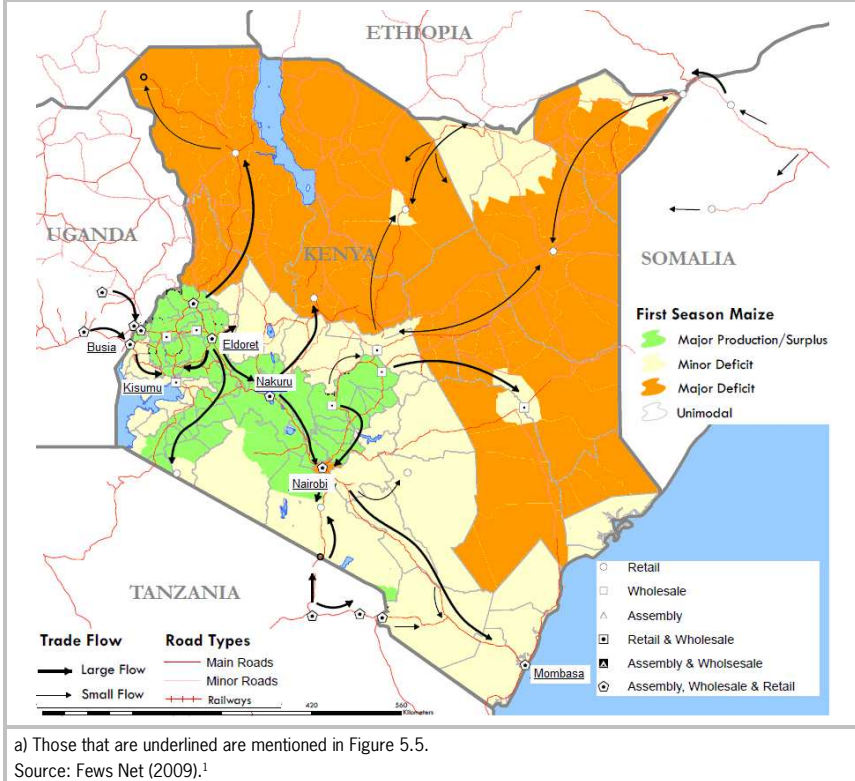 ETHIOPIA
UGANDA
KENYA
SOMALIA
Busia
Eldoret
Kisumu
Nakuru
Nairobi
TANZANIA
Mombasa
First Season Maize
Major Production/Surplus
Minor Deficit
Major Deficit
Unimodal
Retail
Wholesale
Assembly
Retail & Wholesale
Assembly & Wholsesale
Assembly, Wholesale & Retail
Trade Flow
Large Flow
Small Flow
Road Types
Main Roads
Minor Roads
Railways
420
560
Kilometers
a) Those that are underlined are mentioned in Figure 5.5.
Source: Fews Net (2009).¹